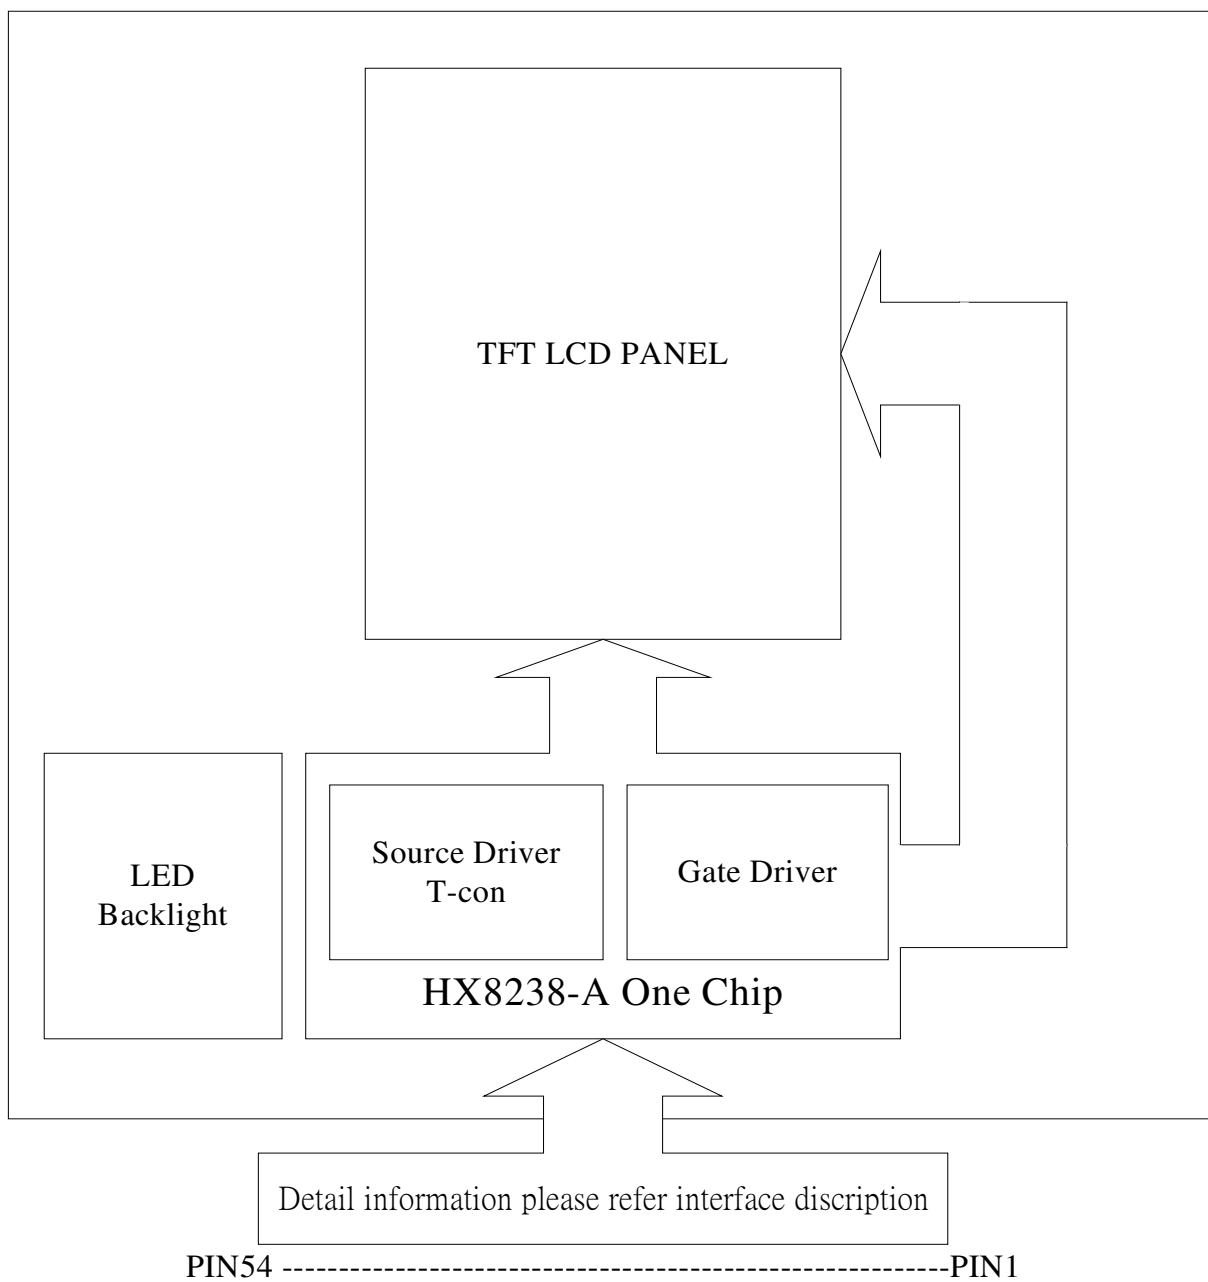 TFT LCD PANEL
LED
Backlight
Source Driver
T-con
Gate Driver
HX8238-A One Chip
Detail information please refer interface discription
PIN54 -----------------------------------------------------------PIN1